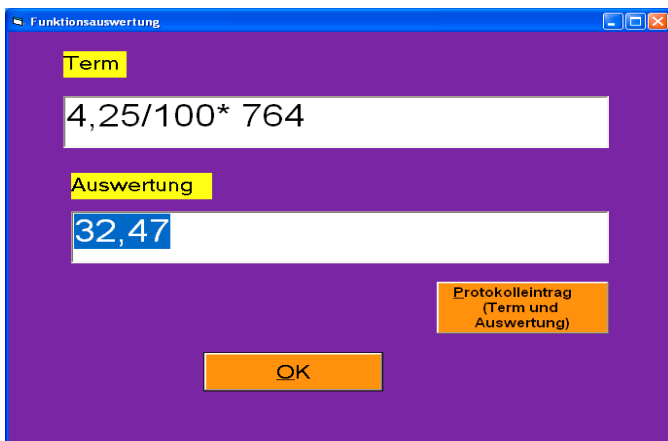 Funktionsauswertung
Term
4,25/100* 764
Auswertung
32,47
Protokolleintrag
(Term und
Auswertung)
OK